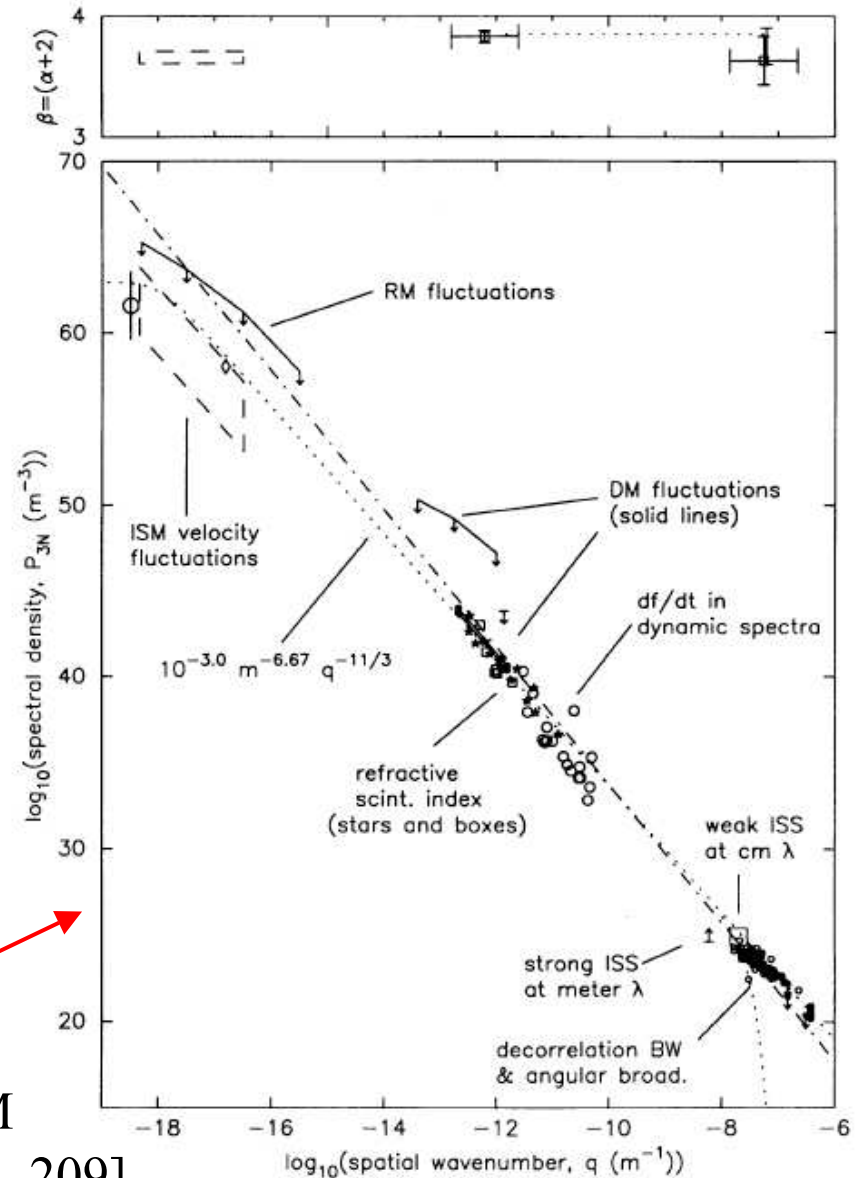 β=(α+2)
4
3
70
60
50
40
30
20
log₁₀(spectral density, P₃N (m⁻³))
RM fluctuations
ISM velocity
fluctuations
DM fluctuations
(solid lines)
df/dt in
dynamic spectra
10⁻³·⁰ m⁻⁶·⁶⁷ q⁻¹¹/³
refractive
scint. index
(stars and boxes)
weak ISS
at cm λ
strong ISS
at meter λ
decorrelation BW
& angular broad.
−18 −16 −14 −12 −10 −8 −6
log₁₀(spatial wavenumber, q (m⁻¹))
M
209]